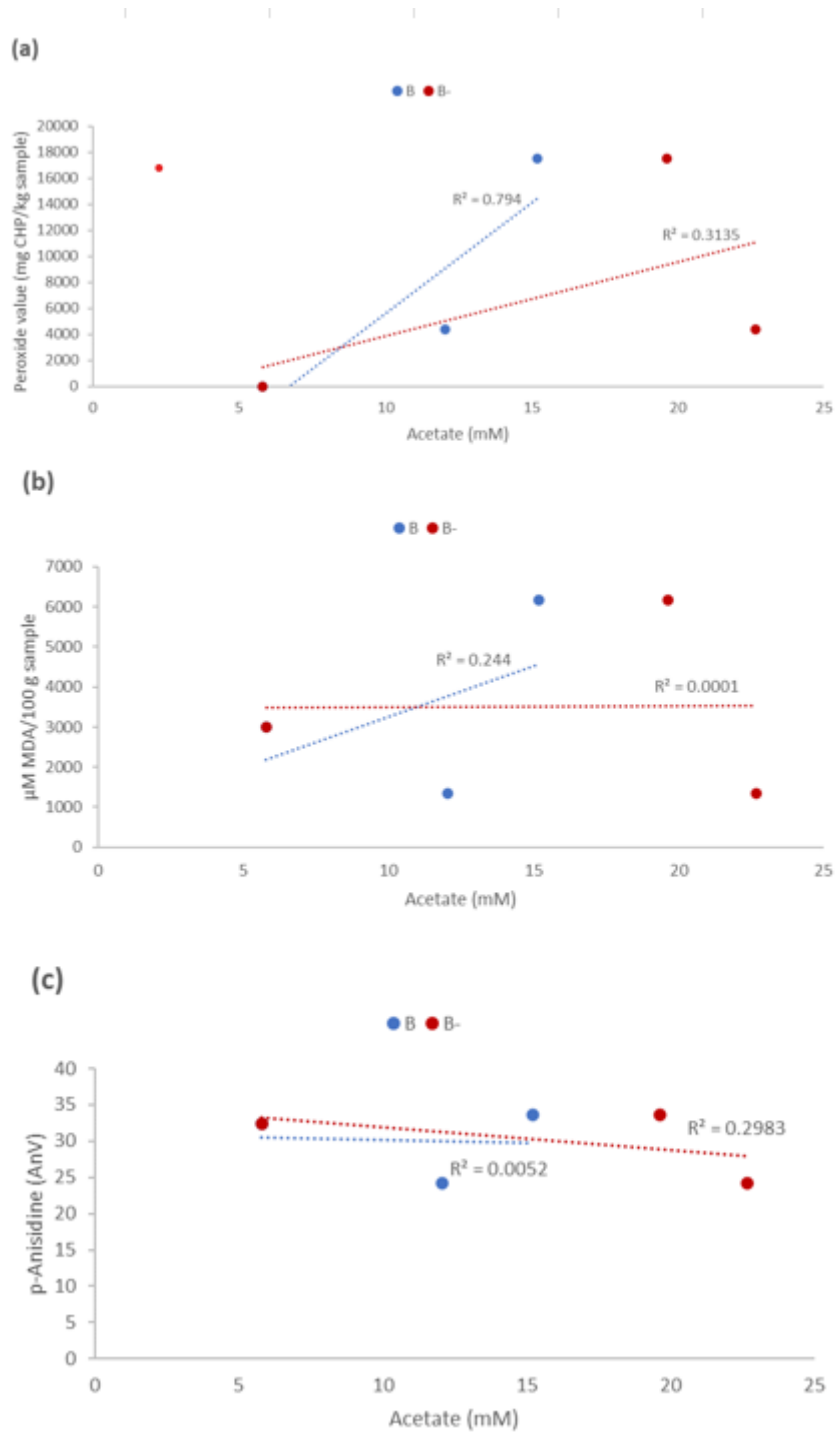 (a)
B B-
Peroxide value (mg CHP/kg sample)
20000
18000
16000
14000
12000
10000
8000
6000
4000
2000
0
R² = 0.794
R² = 0.3135
0 5 10 15 20 25
Acetate (mM)
(b)
B B-
µM MDA/100 g sample
7000
6000
5000
4000
3000
2000
1000
0
R² = 0.244
R² = 0.0001
0 5 10 15 20 25
Acetate (mM)
(c)
B B-
p-Anisidine (AnV)
40
35
30
25
20
15
10
5
0
R² = 0.2983
R² = 0.0052
0 5 10 15 20 25
Acetate (mM)